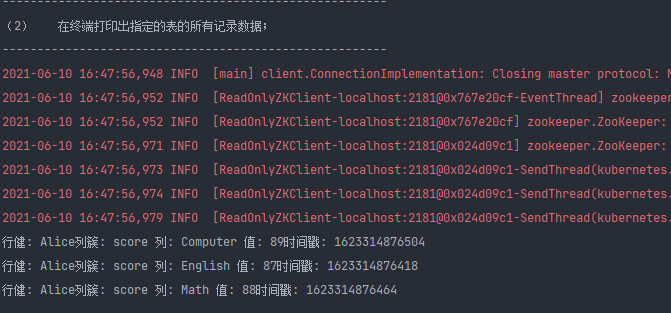 ------------------------------------------------------
（2）   在终端打印出指定的表的所有记录数据；
------------------------------------------------------
2021-06-10 16:47:56,948 INFO  [main] client.ConnectionImplementation: Closing master protocol:
2021-06-10 16:47:56,952 INFO  [ReadOnlyZKClient-localhost:2181@0x767e20cf-EventThread] zookeeper
2021-06-10 16:47:56,952 INFO  [ReadOnlyZKClient-localhost:2181@0x767e20cf] zookeeper.ZooKeeper:
2021-06-10 16:47:56,971 INFO  [ReadOnlyZKClient-localhost:2181@0x024d09c1] zookeeper.ZooKeeper:
2021-06-10 16:47:56,973 INFO  [ReadOnlyZKClient-localhost:2181@0x024d09c1-SendThread(kubernetes.
2021-06-10 16:47:56,974 INFO  [ReadOnlyZKClient-localhost:2181@0x024d09c1-SendThread(kubernetes.
2021-06-10 16:47:56,979 INFO  [ReadOnlyZKClient-localhost:2181@0x024d09c1-SendThread(kubernetes.
行健: Alice列簇: score 列: Computer 值: 89时间戳: 1623314876504
行健: Alice列簇: score 列: English 值: 87时间戳: 1623314876418
行健: Alice列簇: score 列: Math 值: 88时间戳: 1623314876464